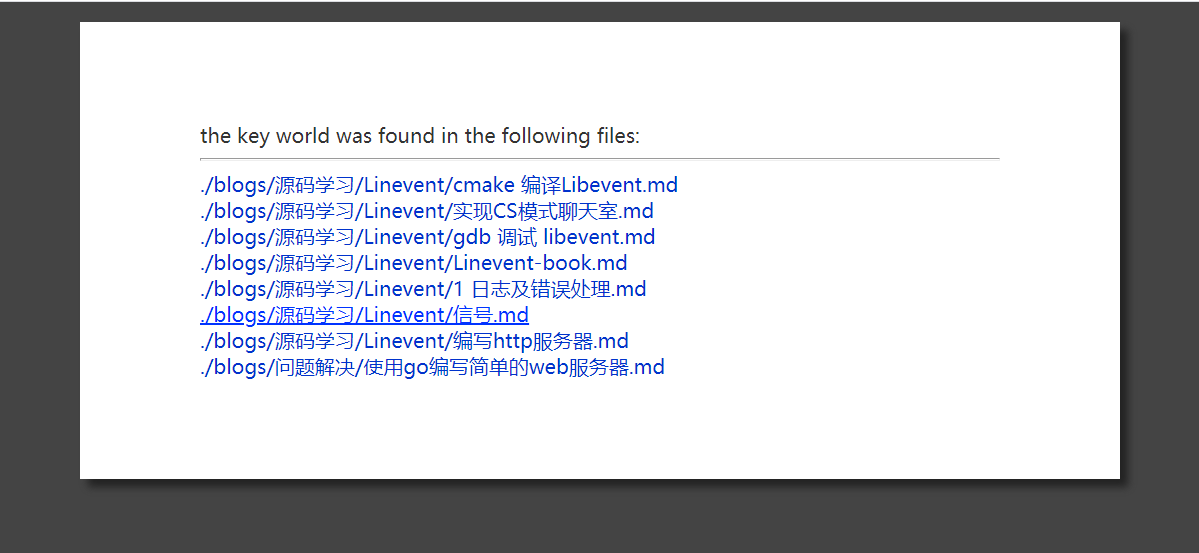 the key world was found in the following files:
./blogs/源码学习/Linevent/cmake 编译Libevent.md
./blogs/源码学习/Linevent/实现CS模式聊天室.md
./blogs/源码学习/Linevent/gdb 调试 libevent.md
./blogs/源码学习/Linevent/Linevent-book.md
./blogs/源码学习/Linevent/1 日志及错误处理.md
./blogs/源码学习/Linevent/信号.md
./blogs/源码学习/Linevent/编写http服务器.md
./blogs/问题解决/使用go编写简单的web服务器.md